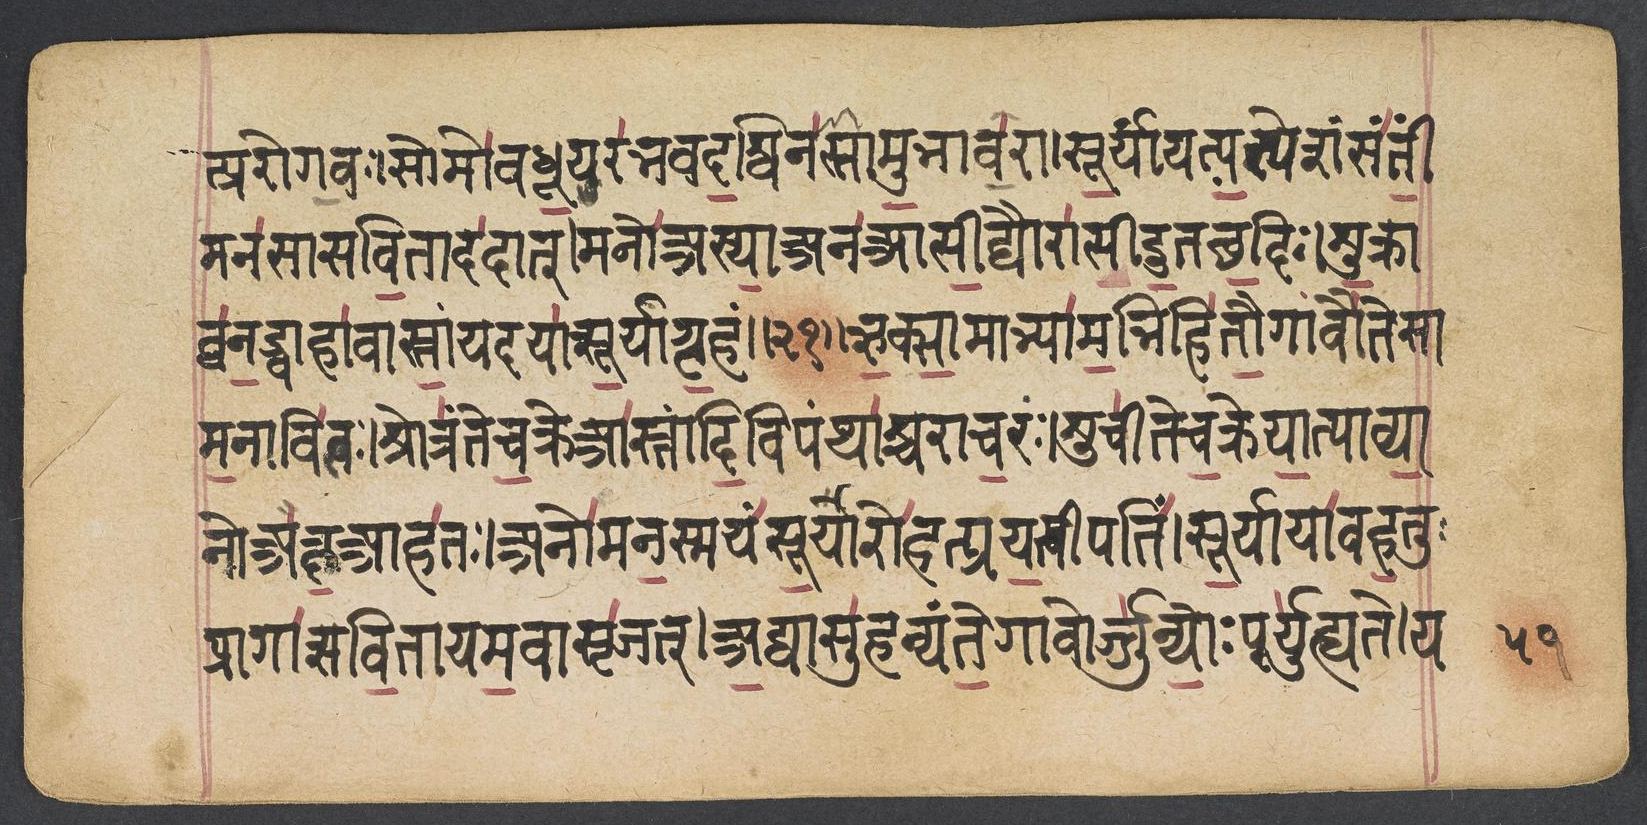 त्पुरोगवः।सोमोवधूयुरभवदश्विनास्तामुभावरा।सूर्यांयत्पत्येशंसंतीं
मनसासविताददात्।मनोअस्याअनआसीद्यौरासीदुतच्छदिः।शुक्रा
वनड्वाहावास्तांयदयात्सूर्यागृहं॥२१॥ऋक्सामाभ्यामभिहितौगावौतेसा
मनावितः।श्रोत्रंतेचक्रेआस्तांदिविपंथाश्चराचरः।शुचीतेचक्रेयात्याव्या
नोअक्षआहतः।अनोमनस्मयंसूर्यारोहत्प्रयतीपतिं।सूर्यायावहतुः
प्रागात्सवितायमवासृजत्।अघासुहन्यंतेगावोर्जुन्योःपर्युह्यते।य
५१